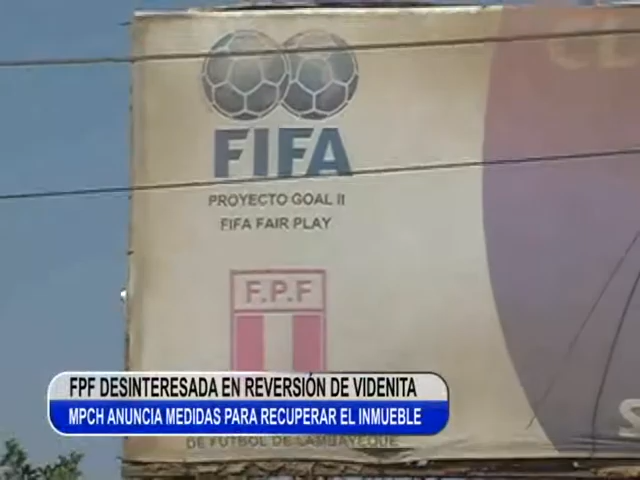 FIFA
PROYECTO GOAL II
FIFA FAIR PLAY
F.P.F
FPF DESINTERESADA EN REVERSIÓN DE VIDENITA
MPCH ANUNCIA MEDIDAS PARA RECUPERAR EL INMUEBLE
DE FUTBOL DE LAMBAYEQUE